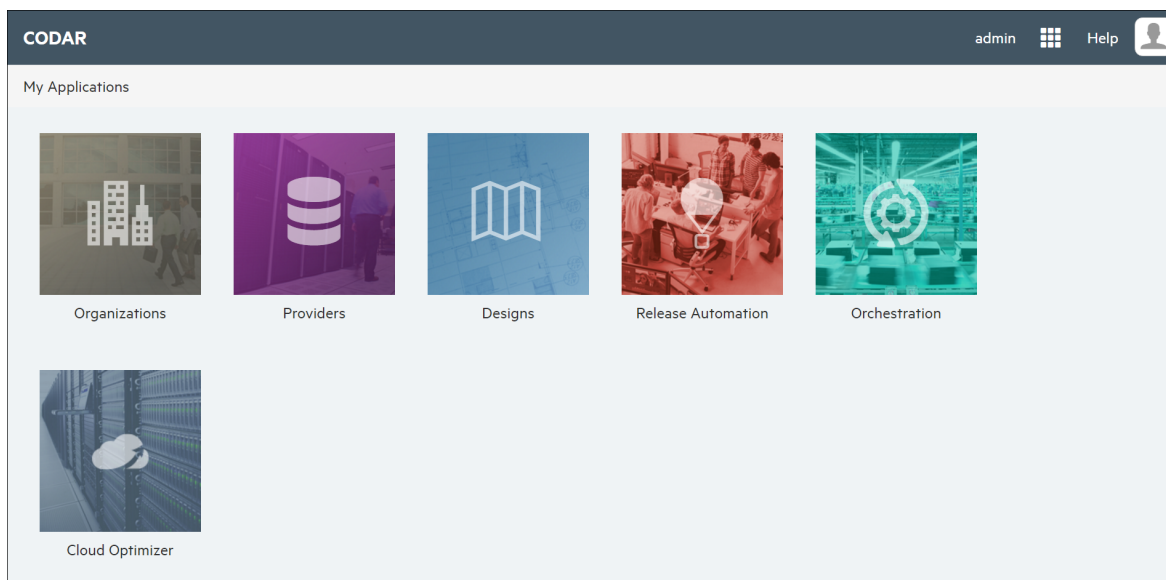 CODAR admin Help
My Applications
Organizations Providers Designs Release Automation Orchestration
Cloud Optimizer